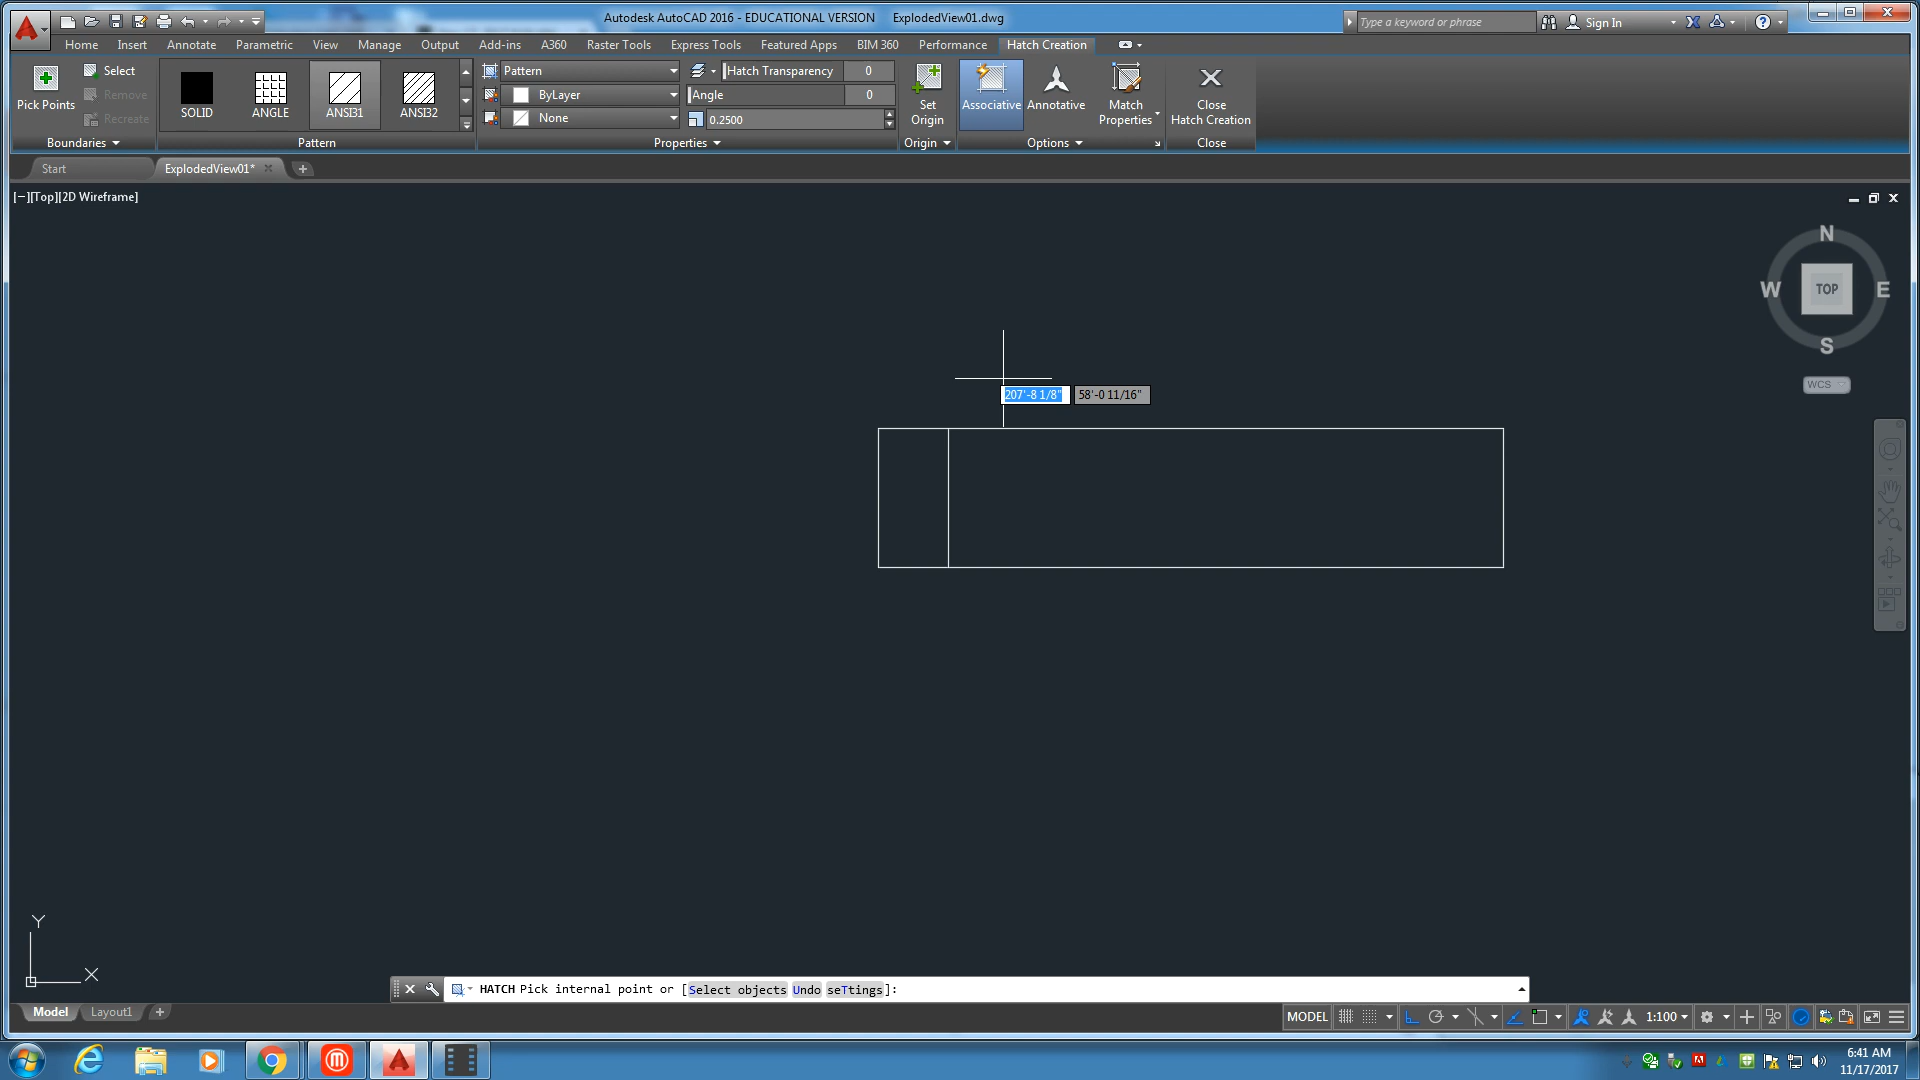 Autodesk AutoCAD 2016 - EDUCATIONAL VERSION ExplodedView01.dwg
Type a keyword or phrase
Sign In
Home Insert Annotate Parametric View Manage Output Add-ins A360 Raster Tools Express Tools Featured Apps BIM 360 Performance Hatch Creation
Pick Points
Select
Remove
Recreate
SOLID
ANGLE
ANSI31
ANSI32
Pattern
ByLayer
None
Hatch Transparency 0
Angle 0
0.2500
Set
Origin
Associative
Annotative
Match
Properties
Close
Hatch Creation
Boundaries
Pattern
Properties
Origin
Options
Close
Start
ExplodedView01*
[−][Top][2D Wireframe]
N
W
TOP
E
S
WCS
207'-8 1/8" 58'-0 11/16"
Y
X
HATCH Pick internal point or [Select objects Undo seTtings]:
Model Layout1
MODEL
1:100
6:41 AM
11/17/2017